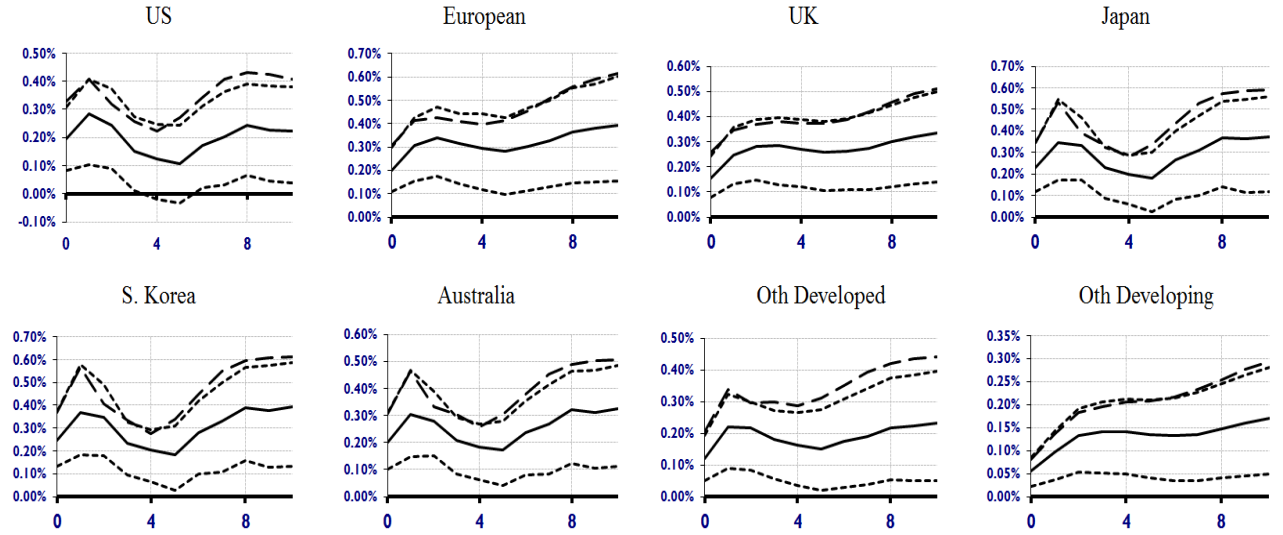 US European UK Japan
0.50% 0.70% 0.60% 0.70%
0.40% 0.60% 0.50% 0.60%
0.30% 0.50% 0.40% 0.50%
0.20% 0.40% 0.30% 0.40%
0.10% 0.30% 0.20% 0.30%
0.00% 0.20% 0.10% 0.20%
-0.10% 0.10% 0.00% 0.10%
0.00% 0.00%
0 4 8 0 4 8 0 4 8 0 4 8
S. Korea Australia Oth Developed Oth Developing
0.70% 0.60% 0.50% 0.35%
0.60% 0.50% 0.40% 0.30%
0.50% 0.40% 0.30% 0.25%
0.40% 0.30% 0.20% 0.20%
0.30% 0.20% 0.10% 0.15%
0.20% 0.10% 0.00% 0.10%
0.10% 0.00% 0.05%
0.00% 0.00%
0 4 8 0 4 8 0 4 8 0 4 8